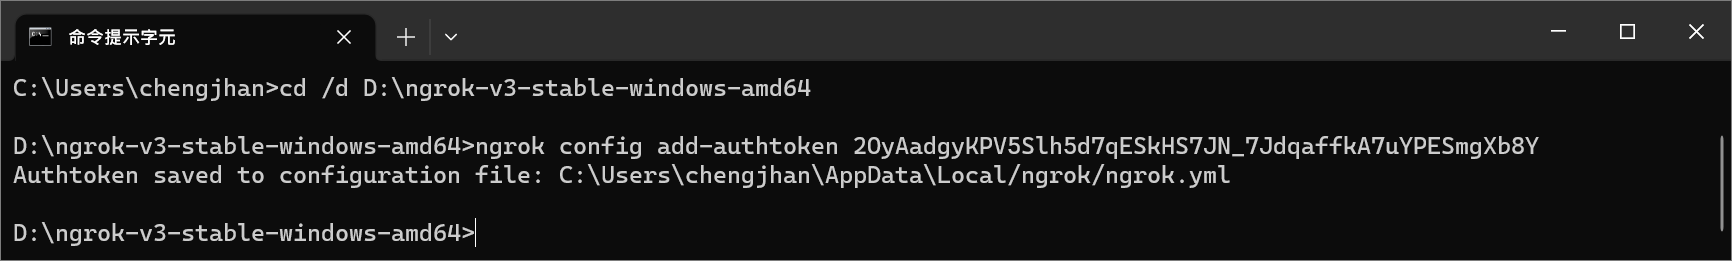 命令提示字元
C:\Users\chengjhan>cd /d D:\ngrok-v3-stable-windows-amd64
D:\ngrok-v3-stable-windows-amd64>ngrok config add-authtoken 2OyAadgyKPV5Slh5d7qESkHS7JN_7JdqaffkA7uYPESmgXb8Y
Authtoken saved to configuration file: C:\Users\chengjhan\AppData\Local/ngrok/ngrok.yml
D:\ngrok-v3-stable-windows-amd64>